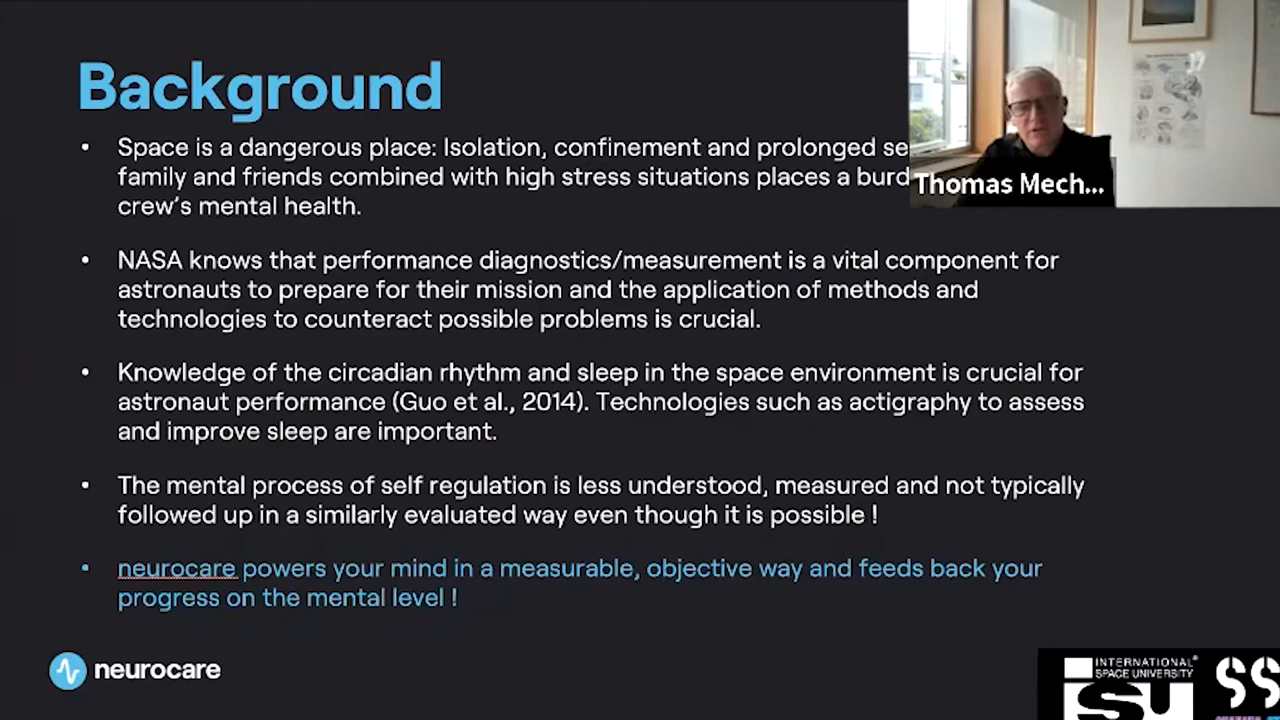 Background
• Space is a dangerous place: Isolation, confinement and prolonged se
family and friends combined with high stress situations places a burd
crew's mental health.
• NASA knows that performance diagnostics/measurement is a vital component for
astronauts to prepare for their mission and the application of methods and
technologies to counteract possible problems is crucial.
• Knowledge of the circadian rhythm and sleep in the space environment is crucial for
astronaut performance (Guo et al., 2014). Technologies such as actigraphy to assess
and improve sleep are important.
• The mental process of self regulation is less understood, measured and not typically
followed up in a similarly evaluated way even though it is possible !
• neurocare powers your mind in a measurable, objective way and feeds back your
progress on the mental level !
Thomas Mech...
neurocare
INTERNATIONAL
SPACE UNIVERSITY
ISU
SS